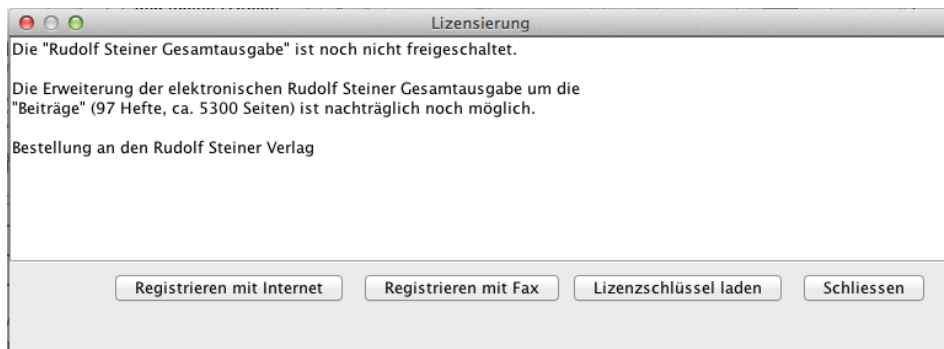 Lizensierung
Die "Rudolf Steiner Gesamtausgabe" ist noch nicht freigeschaltet.
Die Erweiterung der elektronischen Rudolf Steiner Gesamtausgabe um die
"Beiträge" (97 Hefte, ca. 5300 Seiten) ist nachträglich noch möglich.
Bestellung an den Rudolf Steiner Verlag
Registrieren mit Internet
Registrieren mit Fax
Lizenzschlüssel laden
Schliessen